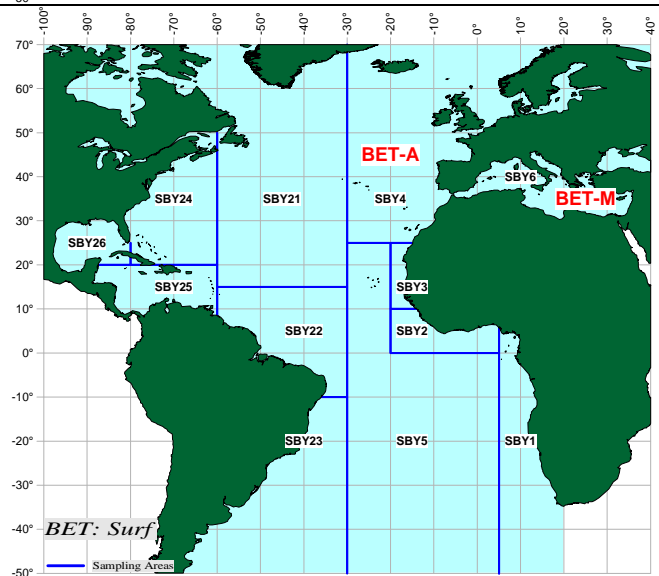 -100° -90° -80° -70° -60° -50° -40° -30° -20° -10° 0° 10° 20° 30° 40°
70°
60°
50°
BET-A
40°
SBY6
SBY24 SBY21 SBY4 BET-M
30°
SBY26
20°
SBY25 SBY3
10°
SBY22 SBY2
0°
-10°
SBY23 SBY5 SBY1
-20°
-30°
-40°
BET: Surf
Sampling Areas
-50°